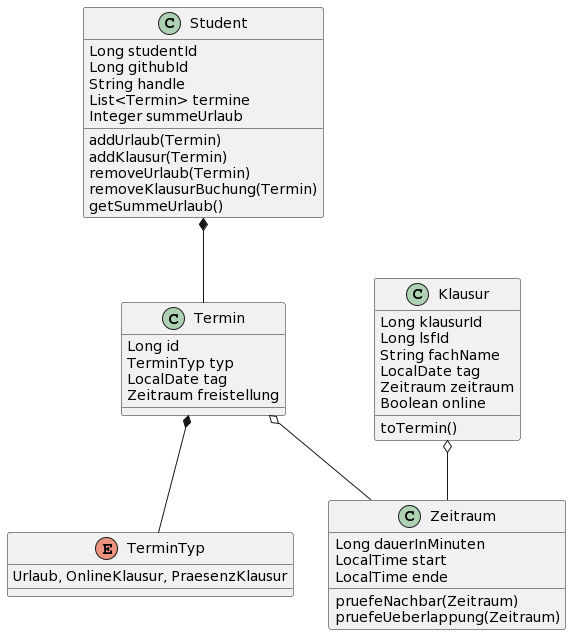 C Student
Long studentId
Long githubId
String handle
List<Termin> termine
Integer summeUrlaub
addUrlaub(Termin)
addKlausur(Termin)
removeUrlaub(Termin)
removeKlausurBuchung(Termin)
getSummeUrlaub()
C Termin
Long id
TerminTyp typ
LocalDate tag
Zeitraum freistellung
C Klausur
Long klausurId
Long lsfId
String fachName
LocalDate tag
Zeitraum zeitraum
Boolean online
toTermin()
E TerminTyp
Urlaub, OnlineKlausur, PraesenzKlausur
C Zeitraum
Long dauerInMinuten
LocalTime start
LocalTime ende
pruefeNachbar(Zeitraum)
pruefeUeberlappung(Zeitraum)